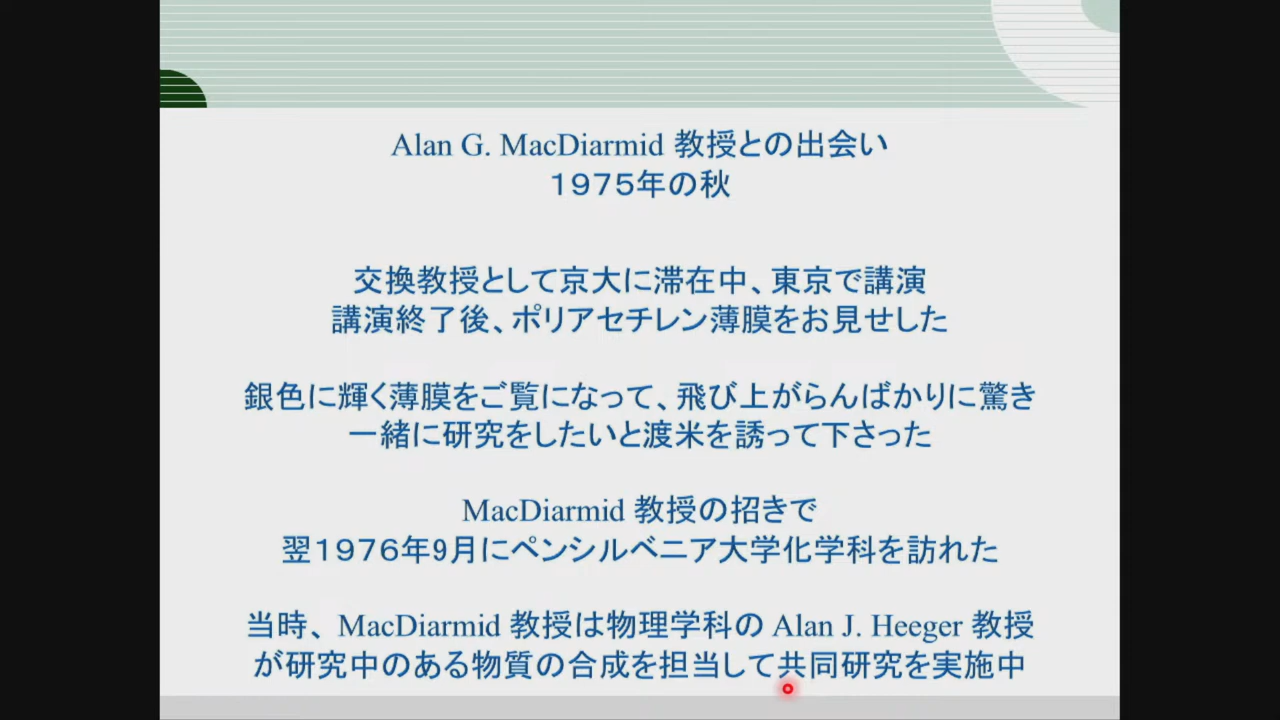 Alan G. MacDiarmid 教授との出会い
１９７５年の秋
交換教授として京大に滞在中、東京で講演
講演終了後、ポリアセチレン薄膜をお見せした
銀色に輝く薄膜をご覧になって、飛び上がらんばかりに驚き
一緒に研究をしたいと渡米を誘って下さった
MacDiarmid 教授の招きで
翌１９７６年9月にペンシルベニア大学化学科を訪れた
当時、MacDiarmid 教授は物理学科の Alan J. Heeger 教授
が研究中のある物質の合成を担当して共同研究を実施中